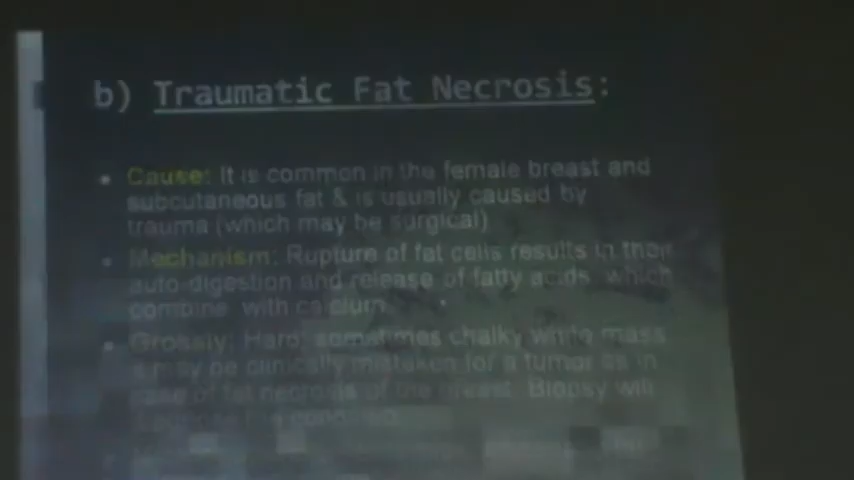 b) Traumatic Fat Necrosis:
• Cause: It is common in the female breast and
subcutaneous fat & is usually caused by
trauma (which may be surgical)
• Mechanism: Rupture of fat cells results in their
auto-digestion and release of fatty acids, which
combine with calcium
• Grossly: Hard, sometimes chalky white mass
may be clinically mistaken for a tumor as in
case of fat necrosis of the breast. Biopsy will